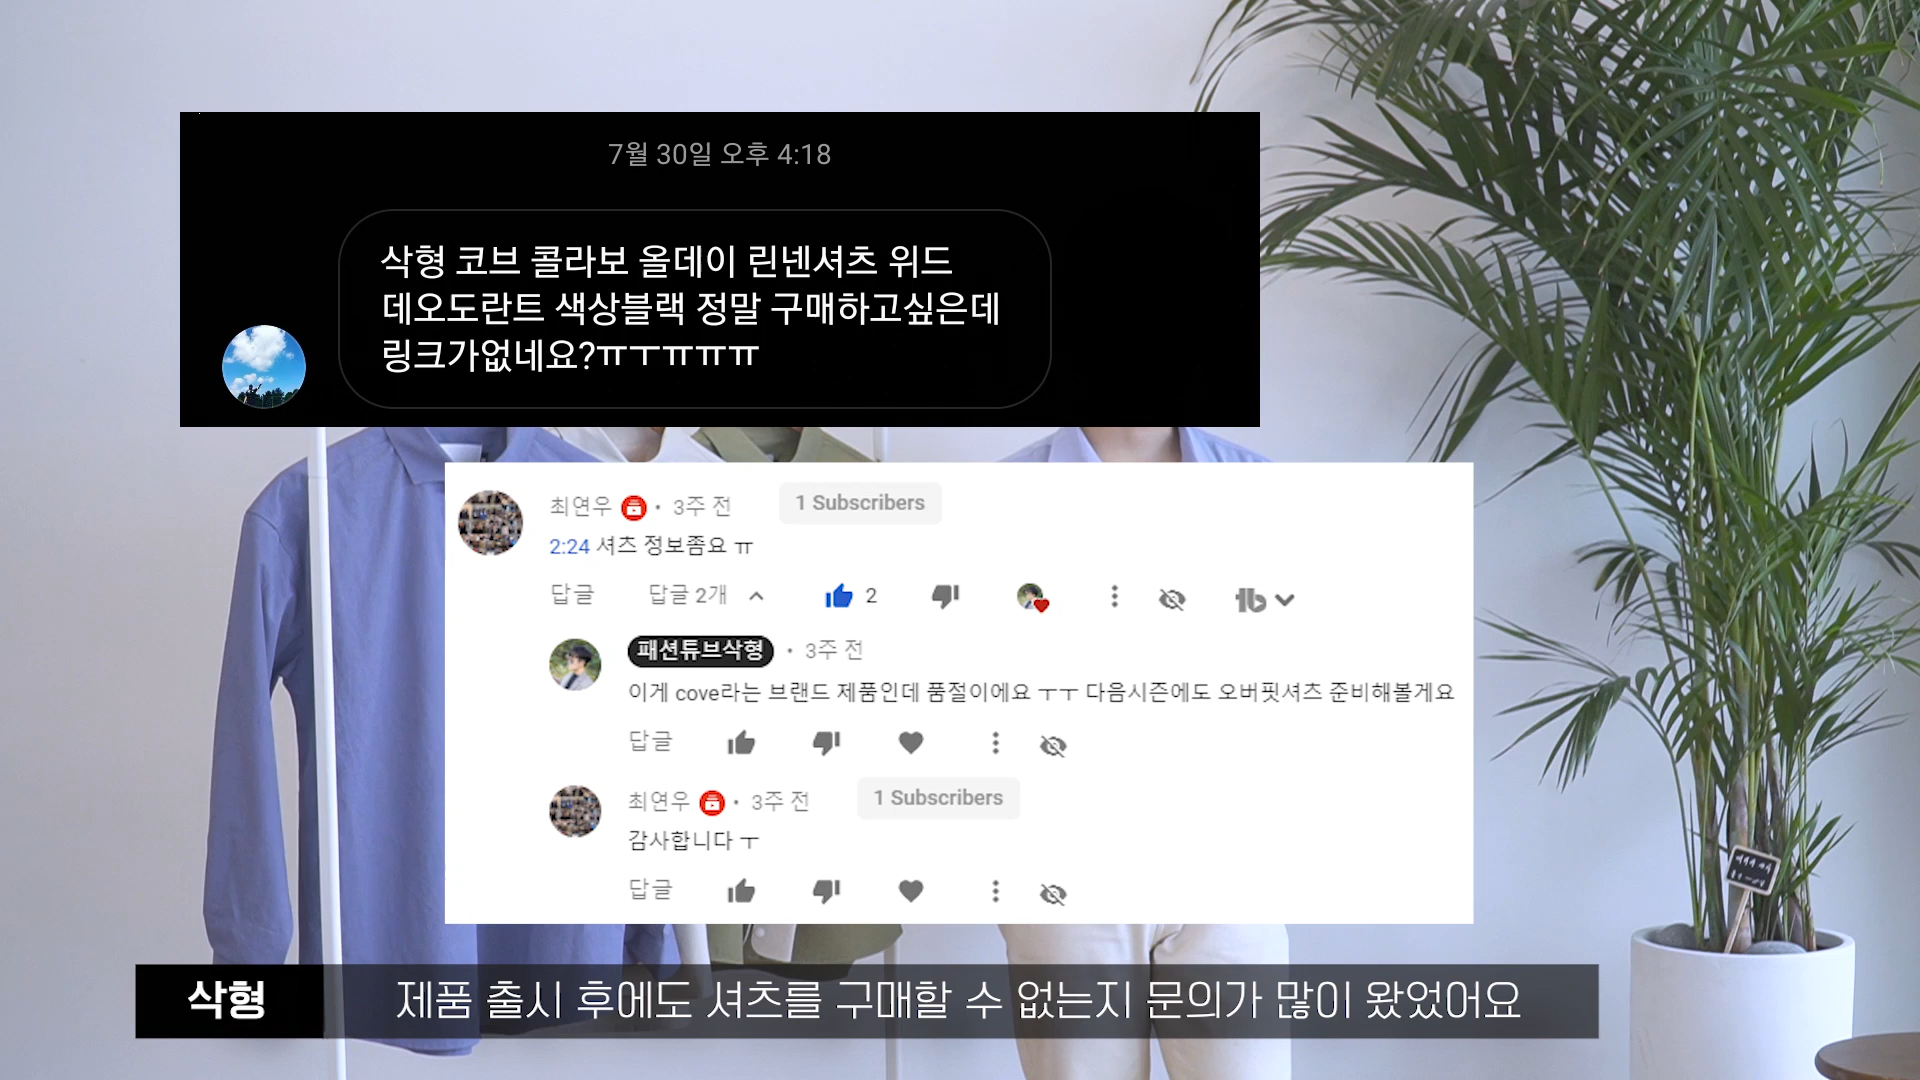 7월 30일 오후 4:18
삭형 코브 콜라보 올데이 린넨셔츠 위드
데오도란트 색상블랙 정말 구매하고싶은데
링크가없네요?ㅠㅜㅠㅠㅠ
최연우 • 3주 전 1 Subscribers
2:24 셔츠 정보좀요 ㅠ
답글 답글 2개 2
패션튜브삭형 • 3주 전
이게 cove라는 브랜드 제품인데 품절이에요 ㅜㅜ 다음시즌에도 오버핏셔츠 준비해볼게요
답글
최연우 • 3주 전 1 Subscribers
감사합니다 ㅜ
답글
삭형 제품 출시 후에도 셔츠를 구매할 수 없는지 문의가 많이 왔었어요